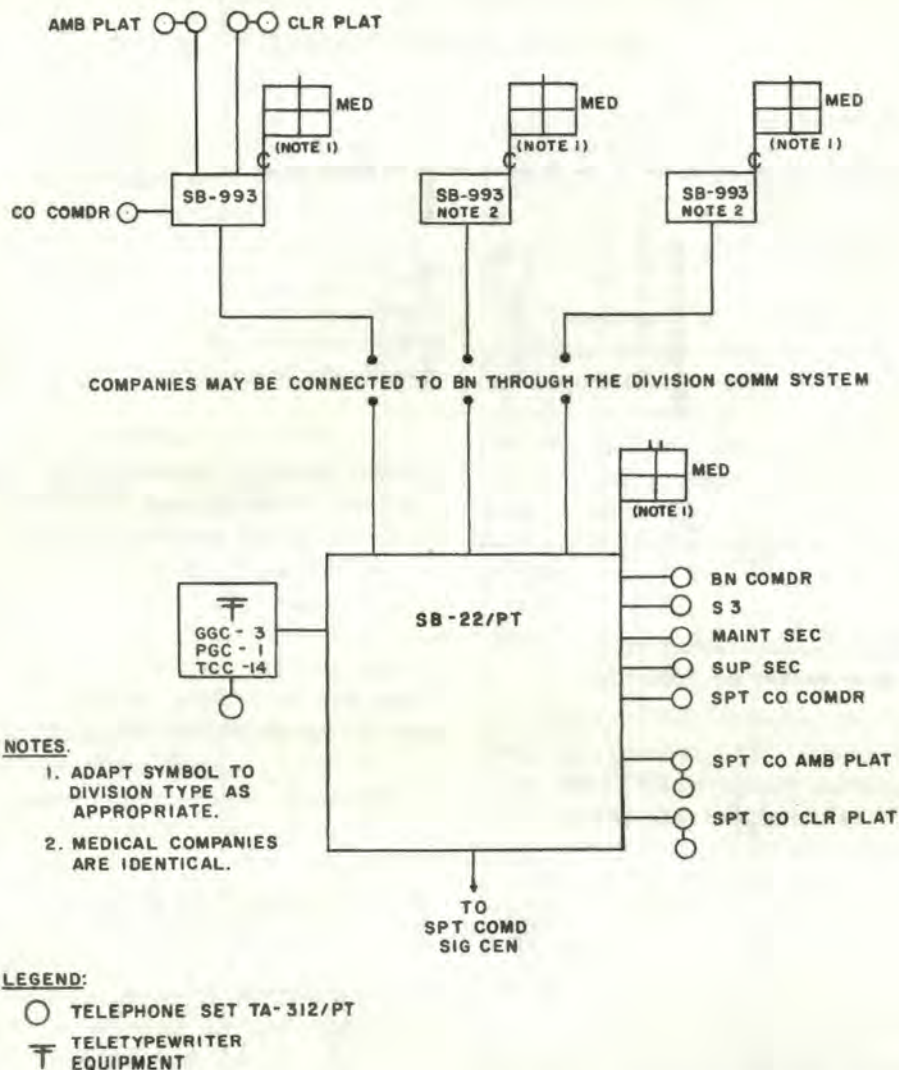 AMB PLAT
CLR PLAT
MED
(NOTE 1)
MED
(NOTE 1)
MED
(NOTE 1)
C
C
C
SB-993
SB-993
NOTE 2
SB-993
NOTE 2
CO COMDR
COMPANIES MAY BE CONNECTED TO BN THROUGH THE DIVISION COMM SYSTEM
MED
(NOTE 1)
SB-22/PT
GGC-3
PGC-1
TCC-14
BN COMDR
S3
MAINT SEC
SUP SEC
SPT CO COMDR
SPT CO AMB PLAT
SPT CO CLR PLAT
NOTES.
1. ADAPT SYMBOL TO
DIVISION TYPE AS
APPROPRIATE.
2. MEDICAL COMPANIES
ARE IDENTICAL.
TO
SPT COMD
SIG CEN
LEGEND:
TELEPHONE SET TA-312/PT
TELETYPEWRITER
EQUIPMENT